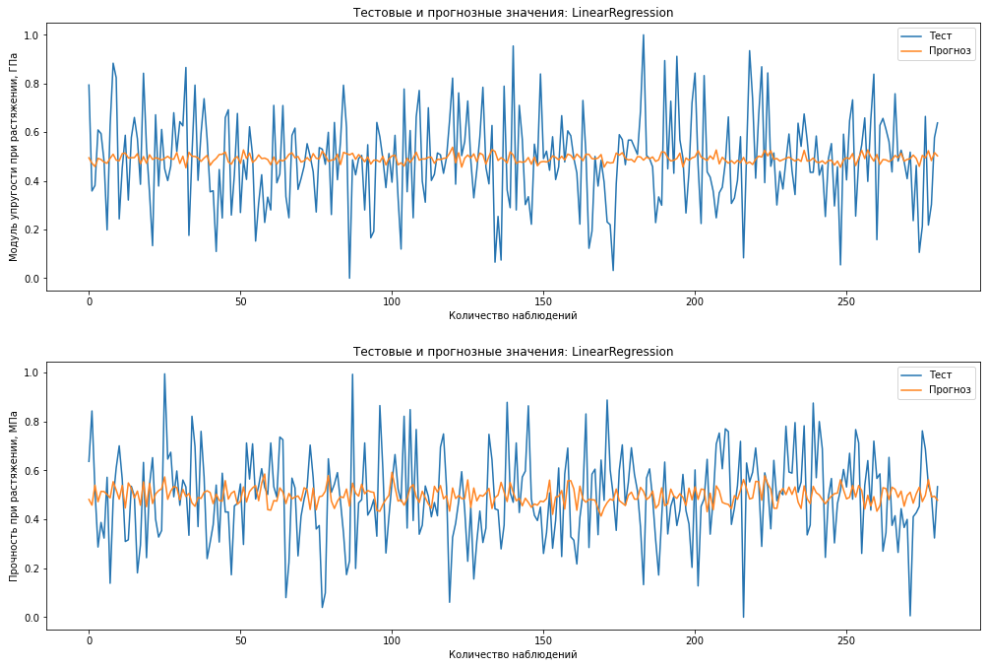 Тестовые и прогнозные значения: LinearRegression
Тест
Прогноз
Модуль упругости при растяжении, ГПа
1.0
0.8
0.6
0.4
0.2
0.0
0 50 100 150 200 250
Количество наблюдений
Тестовые и прогнозные значения: LinearRegression
Тест
Прогноз
Прочность при растяжении, МПа
1.0
0.8
0.6
0.4
0.2
0.0
0 50 100 150 200 250
Количество наблюдений